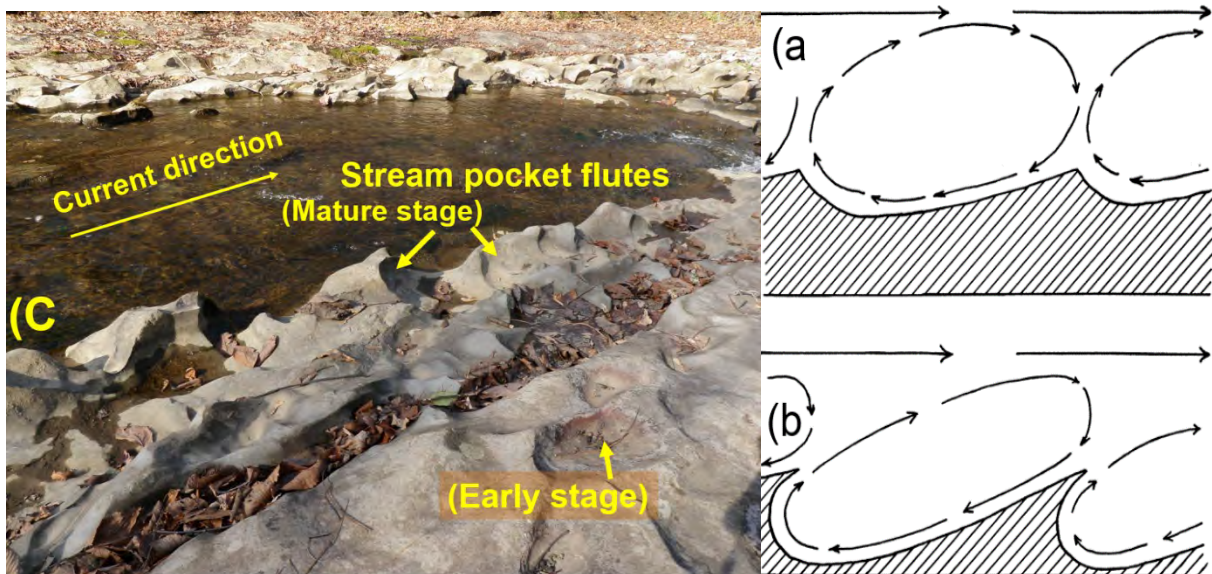 Current direction
Stream pocket flutes
(Mature stage)
(C
(Early stage)
(a
(b